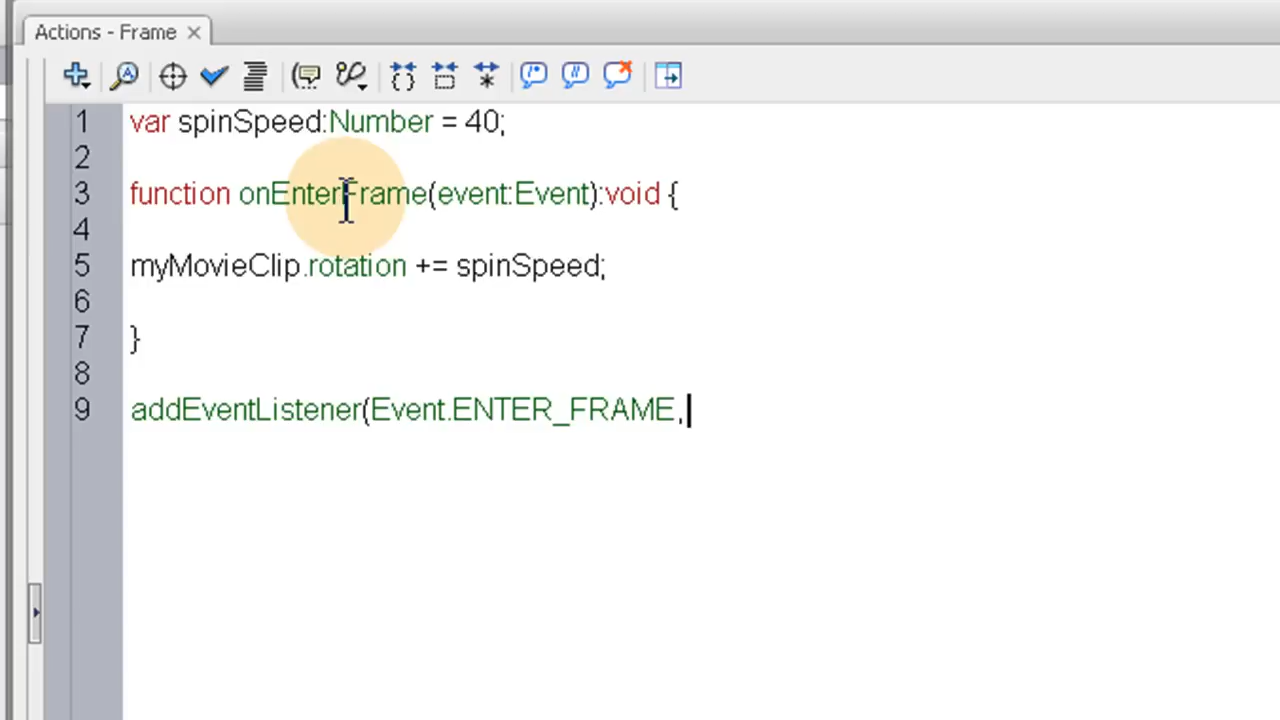 Actions - Frame
1 var spinSpeed:Number = 40;
2
3 function onEnterFrame(event:Event):void {
4
5 myMovieClip.rotation += spinSpeed;
6
7 }
8
9 addEventListener(Event.ENTER_FRAME,